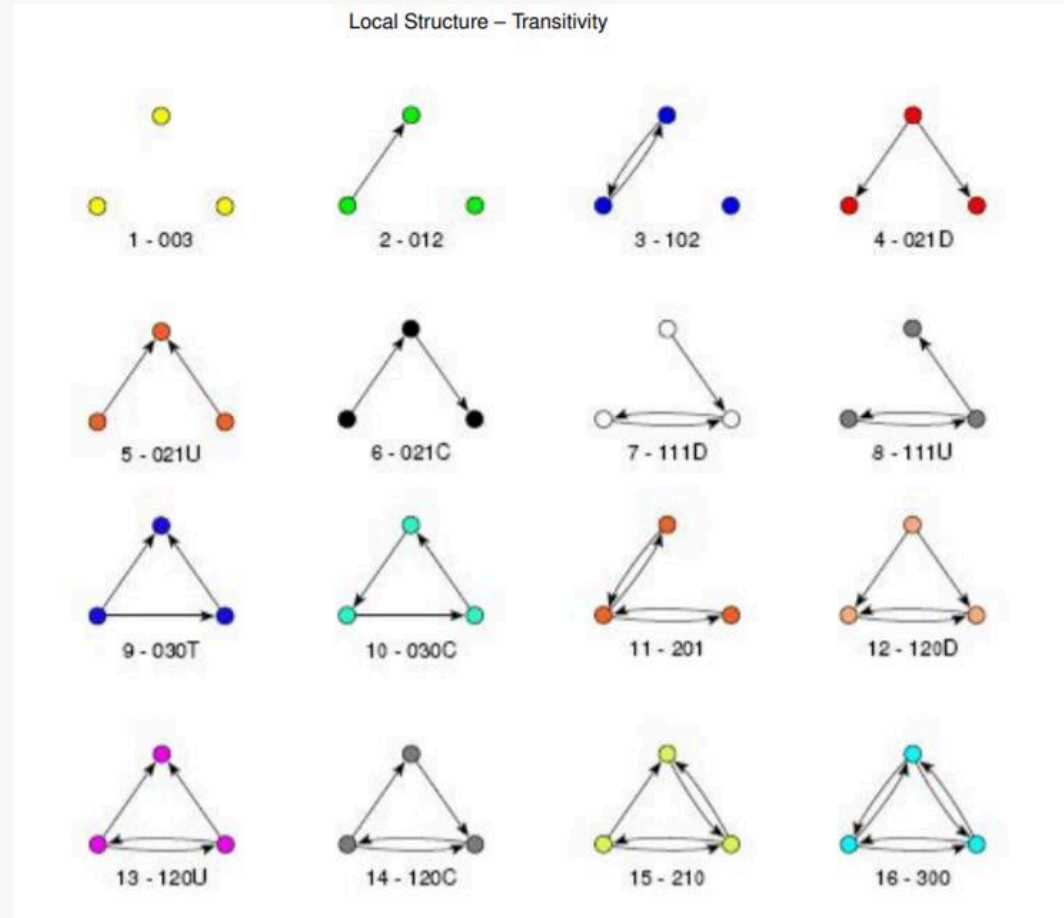 Local Structure – Transitivity
1 - 003
2 - 012
3 - 102
4 - 021D
5 - 021U
6 - 021C
7 - 111D
8 - 111U
9 - 030T
10 - 030C
11 - 201
12 - 120D
13 - 120U
14 - 120C
15 - 210
16 - 300